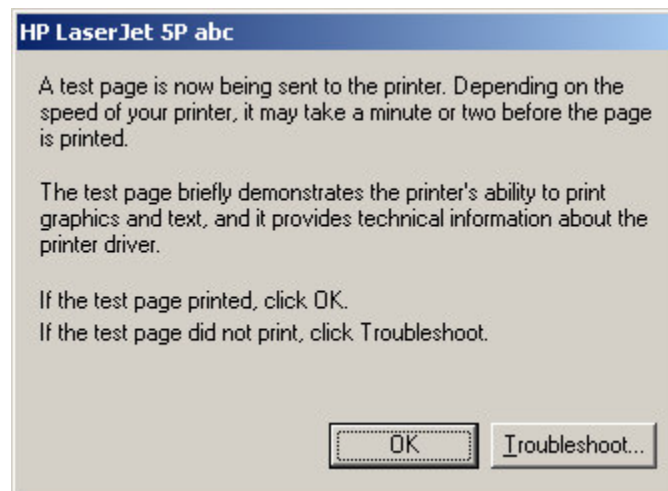 HP LaserJet 5P abc
A test page is now being sent to the printer. Depending on the
speed of your printer, it may take a minute or two before the page
is printed.
The test page briefly demonstrates the printer's ability to print
graphics and text, and it provides technical information about the
printer driver.
If the test page printed, click OK.
If the test page did not print, click Troubleshoot.
OK
Troubleshoot...